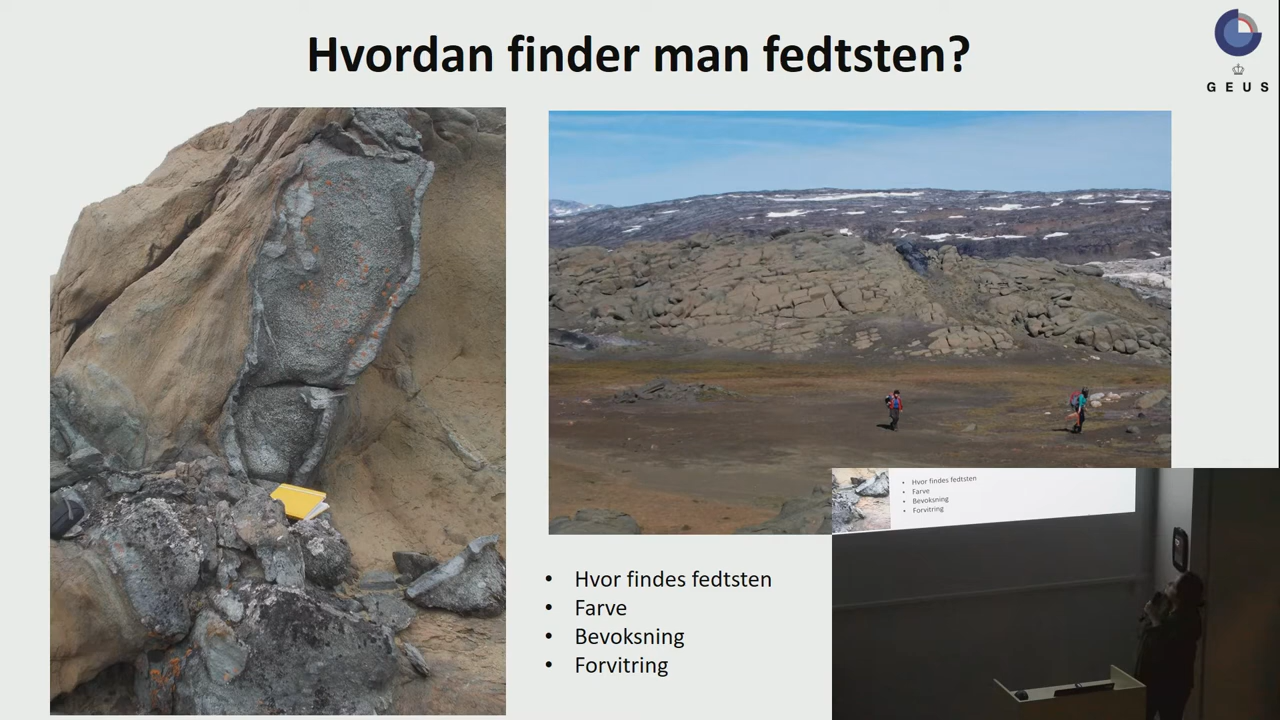 Hvordan finder man fedtsten?
GEUS
Hvor findes fedtsten
Farve
Bevoksning
Forvitring
Hvor findes fedtsten
Farve
Bevoksning
Forvitring